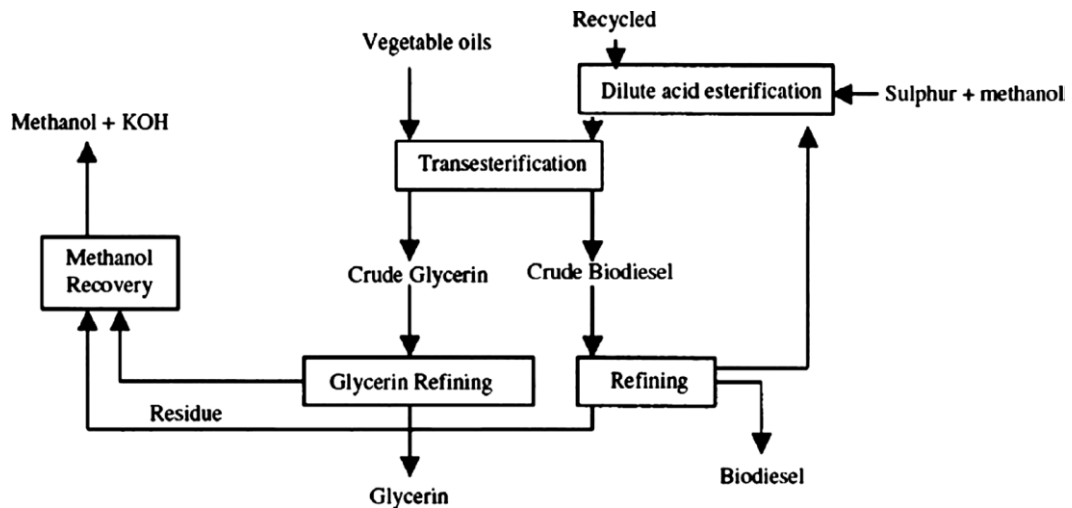 Recycled
Vegetable oils
Dilute acid esterification
Sulphur + methanol
Methanol + KOH
Transesterification
Methanol
Recovery
Crude Glycerin
Crude Biodiesel
Glycerin Refining
Refining
Residue
Biodiesel
Glycerin